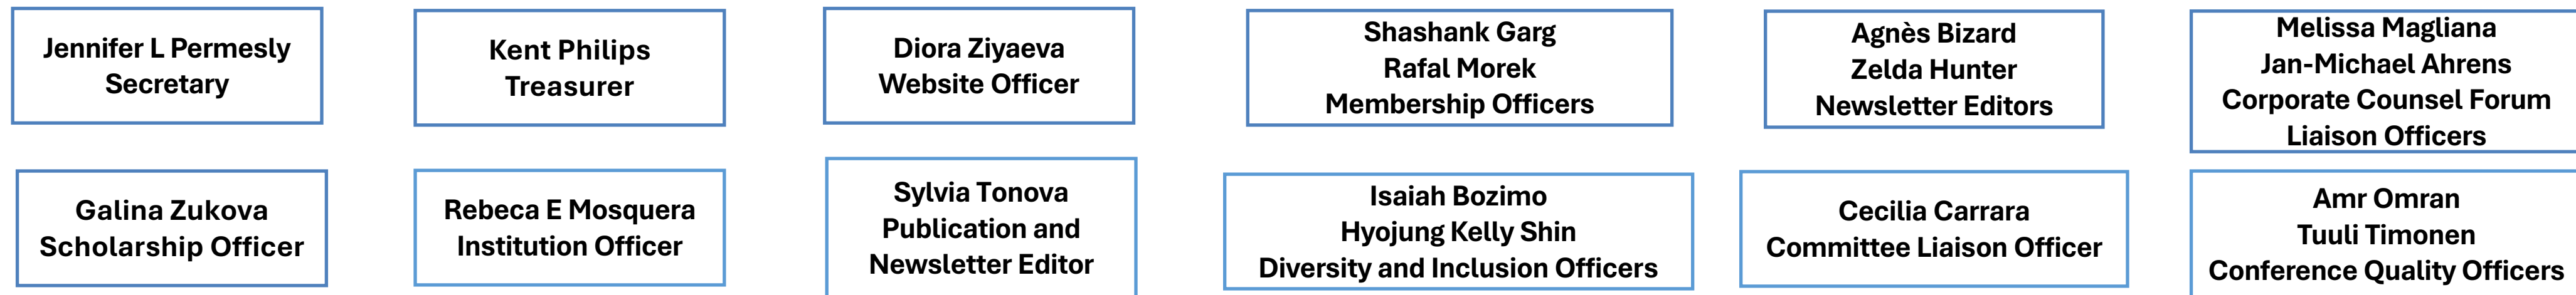 Jennifer L Permesly
Secretary
Kent Philips
Treasurer
Diora Ziyaeva
Website Officer
Shashank Garg
Rafal Morek
Membership Officers
Agnès Bizard
Zelda Hunter
Newsletter Editors
Melissa Magliana
Jan-Michael Ahrens
Corporate Counsel Forum
Liaison Officers
Galina Zukova
Scholarship Officer
Rebeca E Mosquera
Institution Officer
Sylvia Tonova
Publication and
Newsletter Editor
Isaiah Bozimo
Hyojung Kelly Shin
Diversity and Inclusion Officers
Cecilia Carrara
Committee Liaison Officer
Amr Omran
Tuuli Timonen
Conference Quality Officers